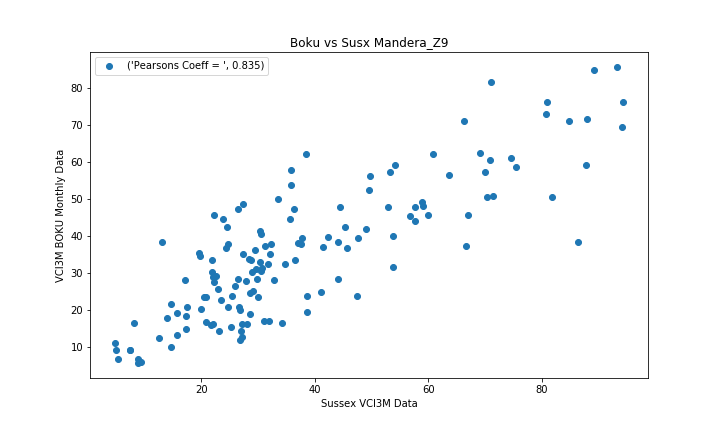 Boku vs Susx Mandera_Z9
('Pearsons Coeff = ', 0.835)
80
70
60
50
40
30
20
10
VCI3M BOKU Monthly Data
20 40 60 80
Sussex VCI3M Data